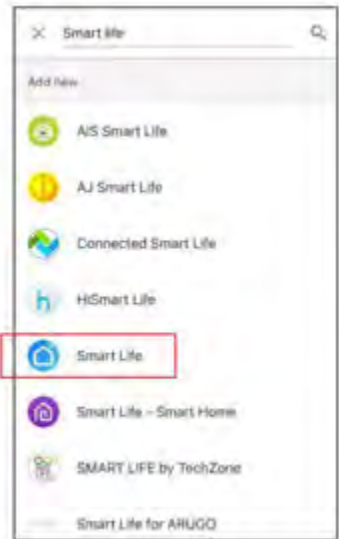 Smart life
Add new
AIS Smart Life
AJ Smart Life
Connected Smart Life
HiSmart Life
Smart Life
Smart Life - Smart Home
SMART LIFE by TechZone
Smart Life for ARUGO